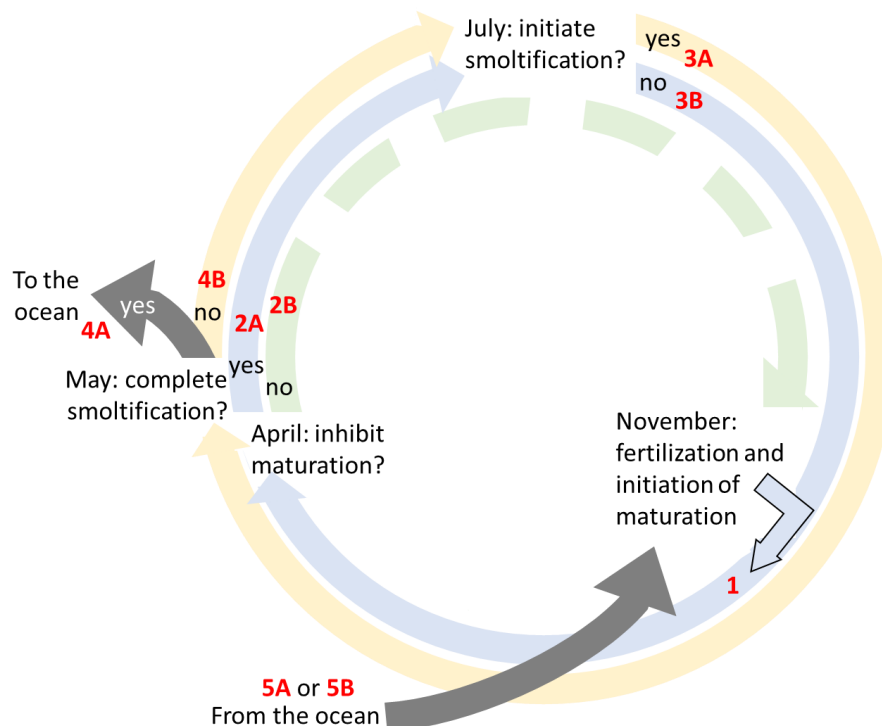 July: initiate
smoltification?
yes
3A
no
3B
4B
no
2A
2B
yes
no
To the
ocean
4A
yes
May: complete
smoltification?
April: inhibit
maturation?
November:
fertilization and
initiation of
maturation
1
5A or 5B
From the ocean